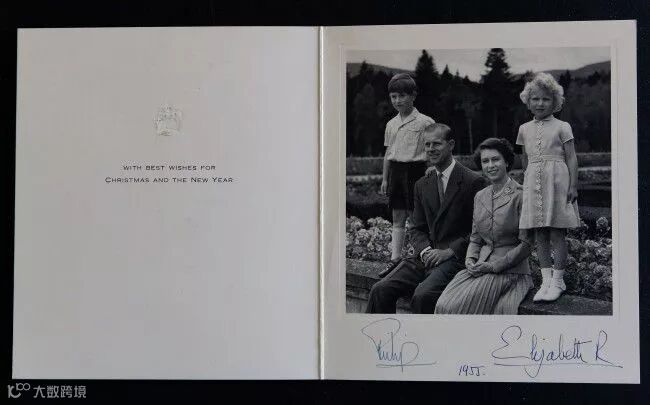 WITH BEST WISHES FOR
CHRISTMAS AND THE NEW YEAR
Philip
1955.
Elizabeth R
大数跨境